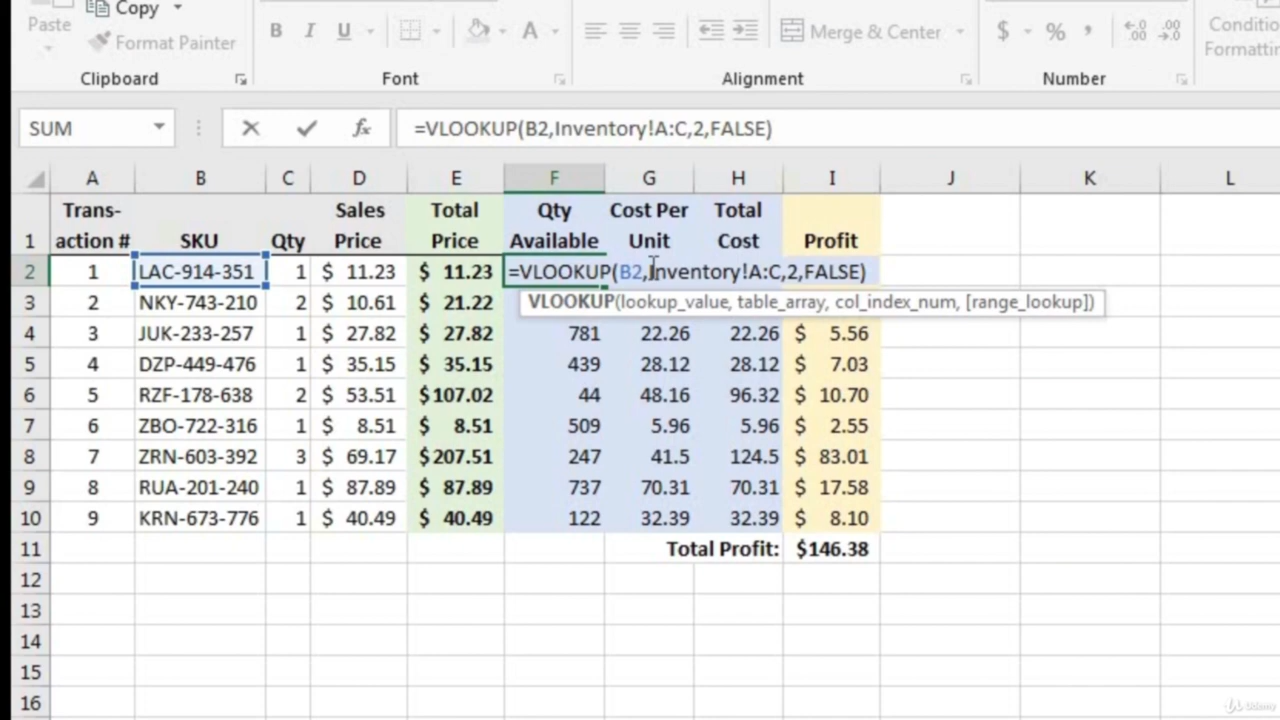 Copy
Paste
Format Painter
B I U A
Merge & Center
$ % ,
Conditio
Formattin
Clipboard Font Alignment Number
SUM fx =VLOOKUP(B2,Inventory!A:C,2,FALSE)
A B C D E F G H I J K L
Trans- Sales Total Qty Cost Per Total
1 action # SKU Qty Price Price Available Unit Cost Profit
2 1 LAC-914-351 1 $ 11.23 $ 11.23 =VLOOKUP(B2,Inventory!A:C,2,FALSE)
3 2 NKY-743-210 2 $ 10.61 $ 21.22 VLOOKUP(lookup_value, table_array, col_index_num, [range_lookup])
4 3 JUK-233-257 1 $ 27.82 $ 27.82 781 22.26 22.26 $ 5.56
5 4 DZP-449-476 1 $ 35.15 $ 35.15 439 28.12 28.12 $ 7.03
6 5 RZF-178-638 2 $ 53.51 $107.02 44 48.16 96.32 $ 10.70
7 6 ZBO-722-316 1 $ 8.51 $ 8.51 509 5.96 5.96 $ 2.55
8 7 ZRN-603-392 3 $ 69.17 $207.51 247 41.5 124.5 $ 83.01
9 8 RUA-201-240 1 $ 87.89 $ 87.89 737 70.31 70.31 $ 17.58
10 9 KRN-673-776 1 $ 40.49 $ 40.49 122 32.39 32.39 $ 8.10
11 Total Profit: $146.38
12
13
14
15
16
Udemy